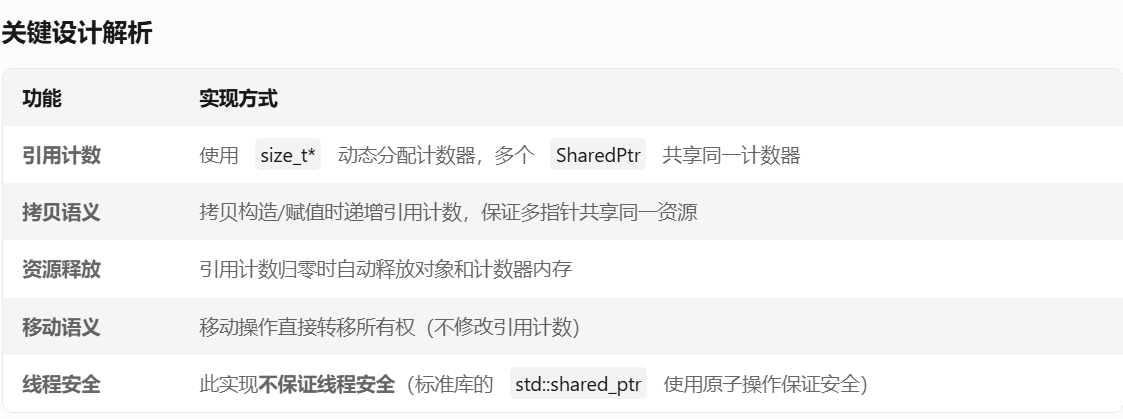 关键设计解析
功能 实现方式
引用计数 使用 size_t* 动态分配计数器，多个 SharedPtr 共享同一计数器
拷贝语义 拷贝构造/赋值时递增引用计数，保证多指针共享同一资源
资源释放 引用计数归零时自动释放对象和计数器内存
移动语义 移动操作直接转移所有权（不修改引用计数）
线程安全 此实现不保证线程安全（标准库的 std::shared_ptr 使用原子操作保证安全）